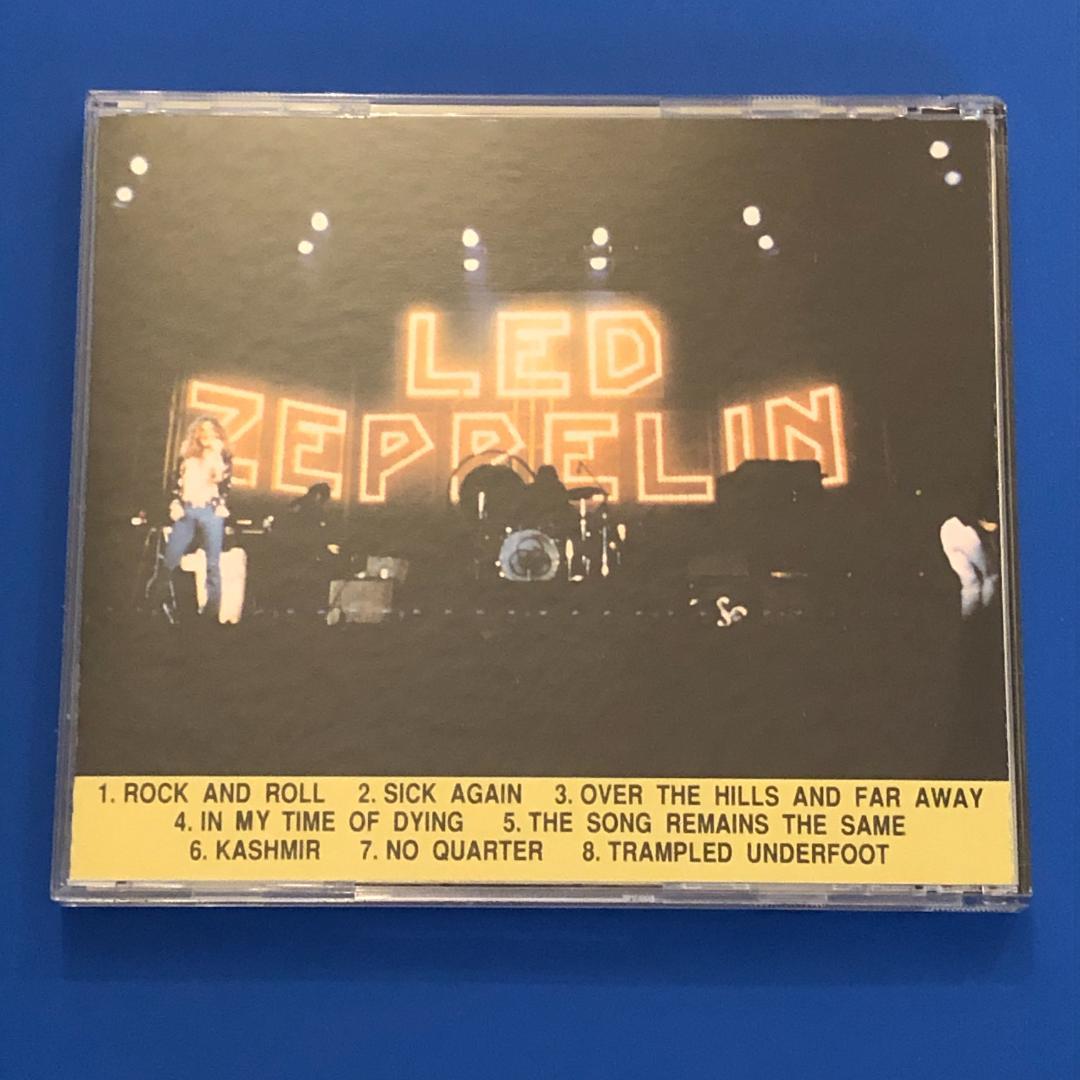 LED
ZEPPELIN
1. ROCK AND ROLL 2. SICK AGAIN 3. OVER THE HILLS AND FAR AWAY
4. IN MY TIME OF DYING 5. THE SONG REMAINS THE SAME
6. KASHMIR 7. NO QUARTER 8. TRAMPLED UNDERFOOT